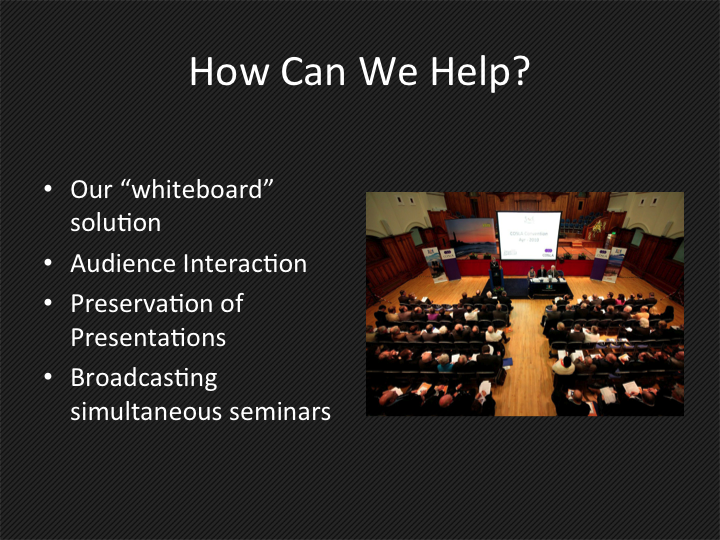 How Can We Help?
• Our “whiteboard”
solution
• Audience Interaction
• Preservation of
Presentations
• Broadcasting
simultaneous seminars